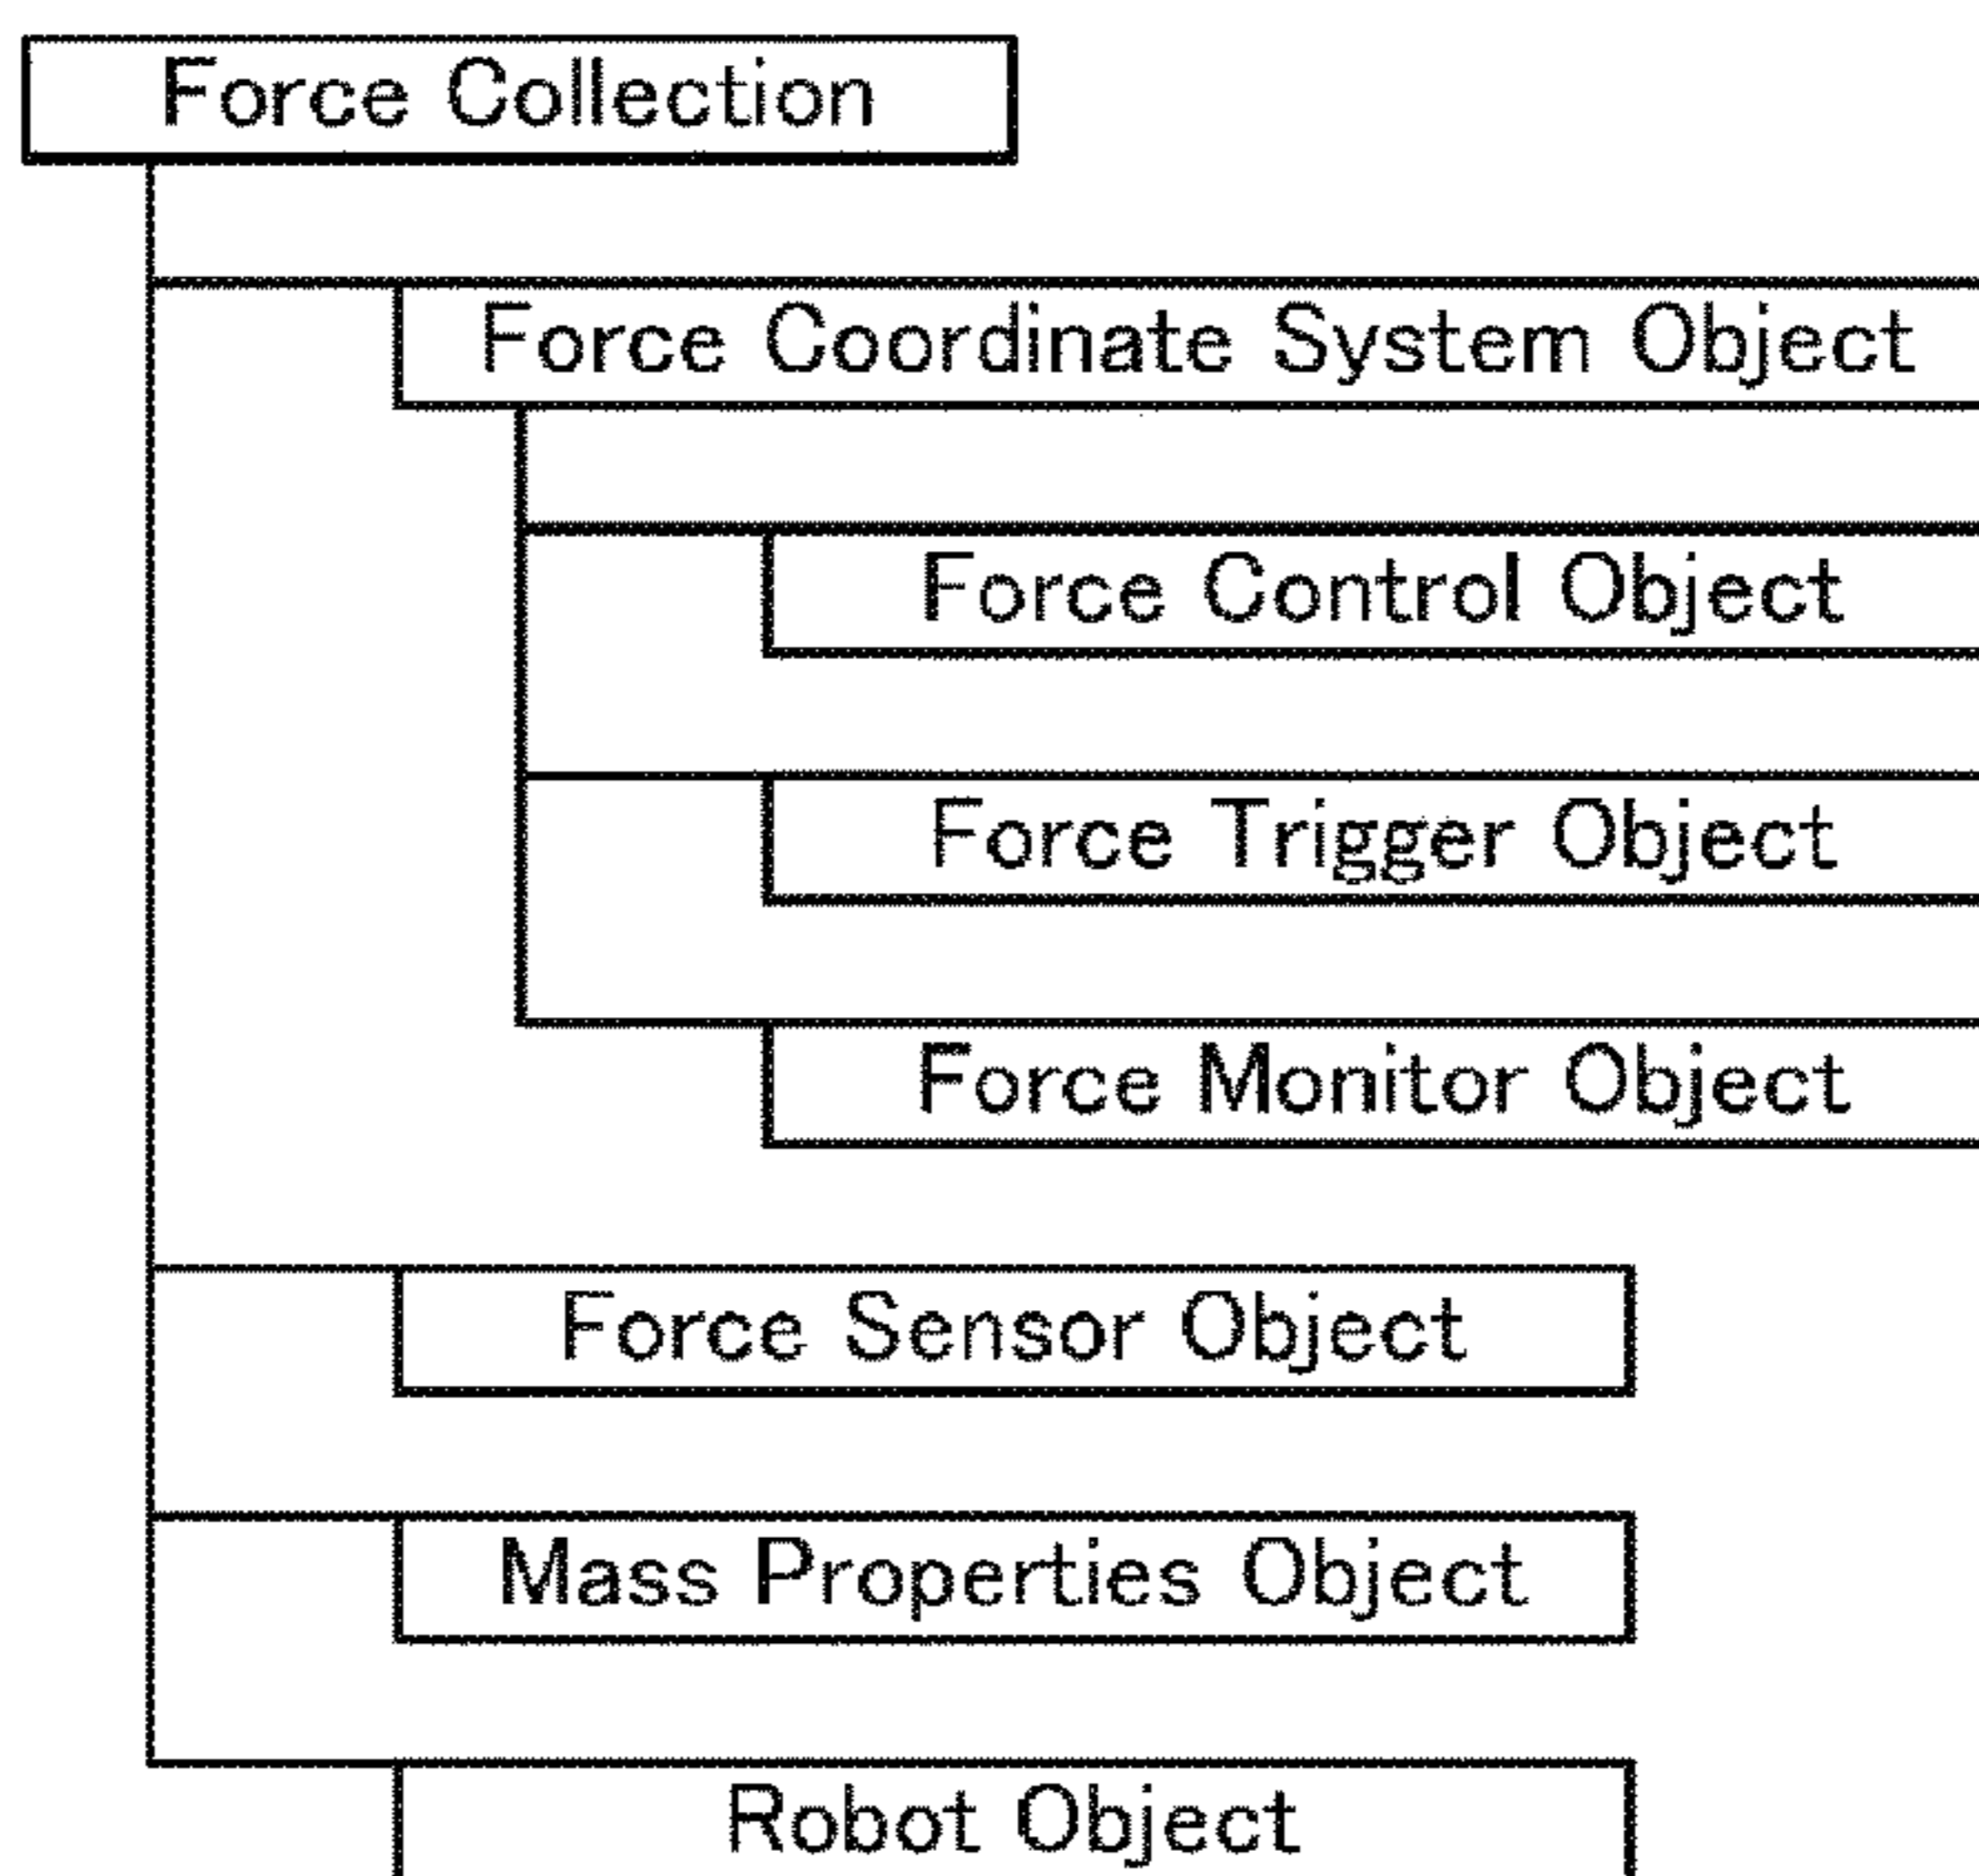 Force Collection
Force Coordinate System Object
Force Control Object
Force Trigger Object
Force Monitor Object
Force Sensor Object
Mass Properties Object
Robot Object